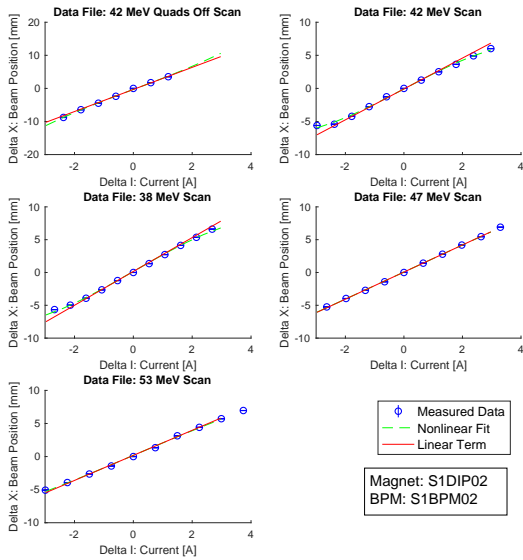 Data File: 42 MeV Quads Off Scan
20
10
0
-10
-20
-2
0
2
4
Delta X: Beam Position [mm]
Delta I: Current [A]
Data File: 42 MeV Scan
10
5
0
-5
-10
-2
0
2
4
Delta X: Beam Position [mm]
Delta I: Current [A]
Data File: 38 MeV Scan
10
5
0
-5
-10
-2
0
2
4
Delta X: Beam Position [mm]
Delta I: Current [A]
Data File: 47 MeV Scan
10
5
0
-5
-10
-2
0
2
4
Delta X: Beam Position [mm]
Delta I: Current [A]
Data File: 53 MeV Scan
10
5
0
-5
-10
-2
0
2
4
Delta X: Beam Position [mm]
Delta I: Current [A]
Measured Data
Nonlinear Fit
Linear Term
Magnet: S1DIP02
BPM: S1BPM02